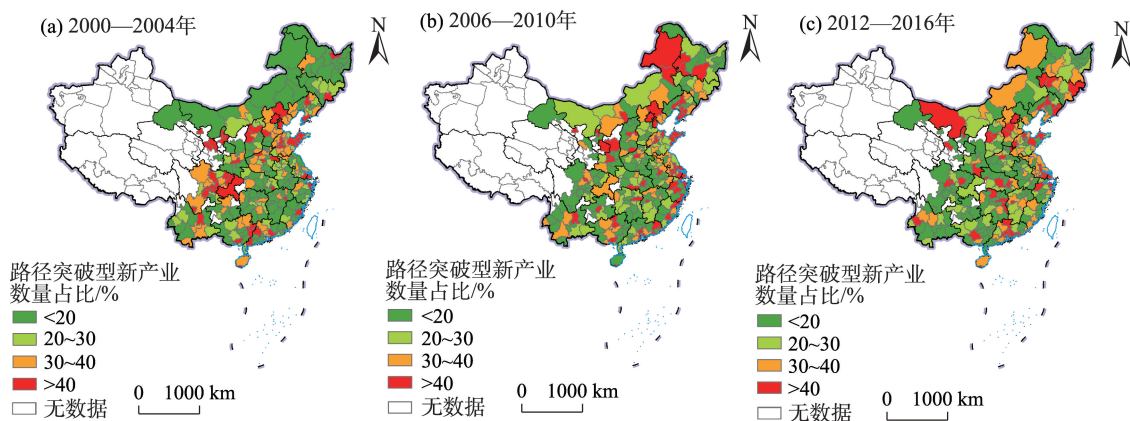 (a) 2000—2004年
N
路径突破型新产业
数量占比/%
<20
20~30
30~40
>40
无数据
0 1000 km
(b) 2006—2010年
N
路径突破型新产业
数量占比/%
<20
20~30
30~40
>40
无数据
0 1000 km
(c) 2012—2016年
N
路径突破型新产业
数量占比/%
<20
20~30
30~40
>40
无数据
0 1000 km